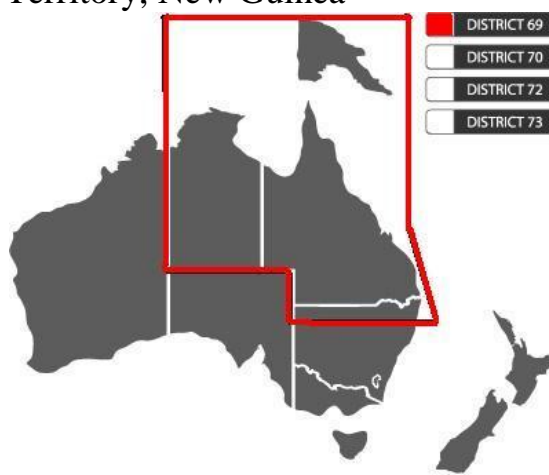 Territory, New Guinea
DISTRICT 69
DISTRICT 70
DISTRICT 72
DISTRICT 73